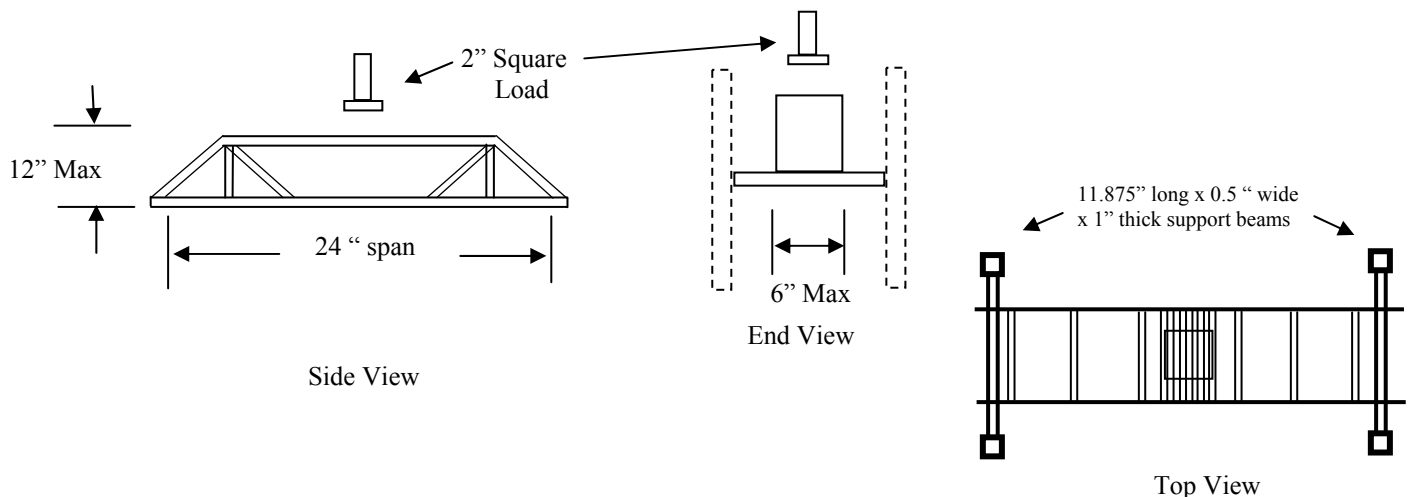 2” Square
Load
12” Max
24 “ span
6” Max
End View
Side View
11.875” long x 0.5 “ wide
x 1” thick support beams
Top View